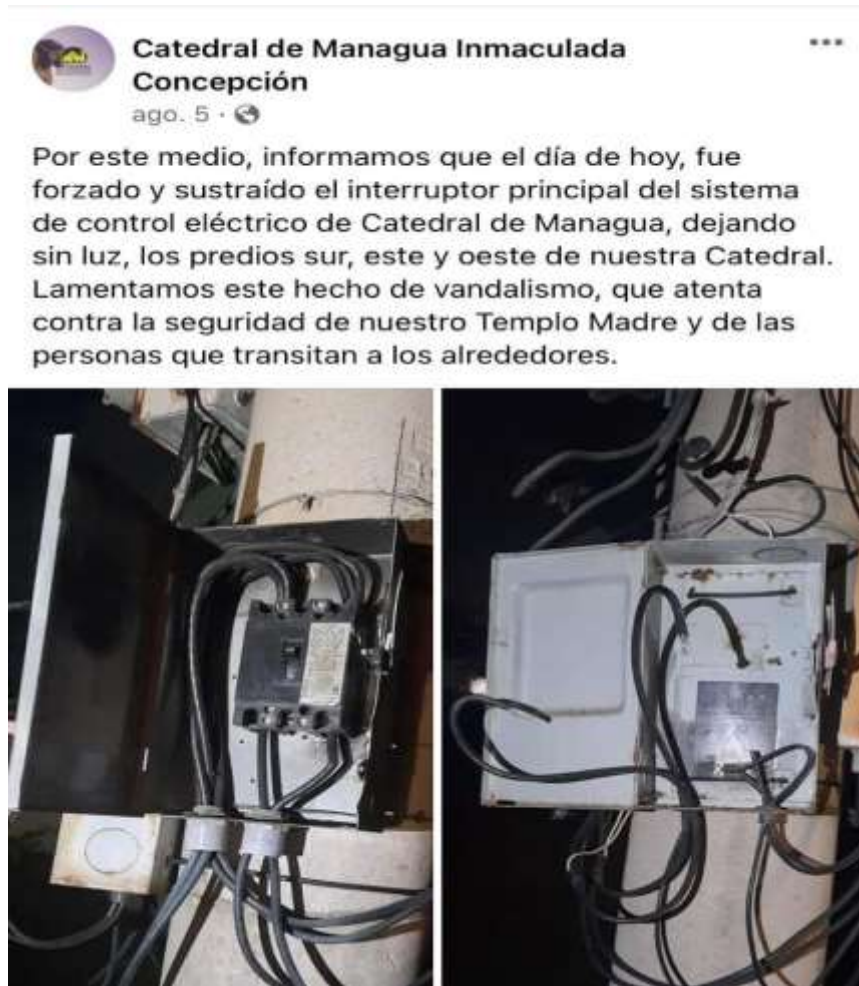 Catedral de Managua Inmaculada
Concepción
ago. 5 ·
Por este medio, informamos que el día de hoy, fue
forzado y sustraído el interruptor principal del sistema
de control eléctrico de Catedral de Managua, dejando
sin luz, los predios sur, este y oeste de nuestra Catedral.
Lamentamos este hecho de vandalismo, que atenta
contra la seguridad de nuestro Templo Madre y de las
personas que transitan a los alrededores.